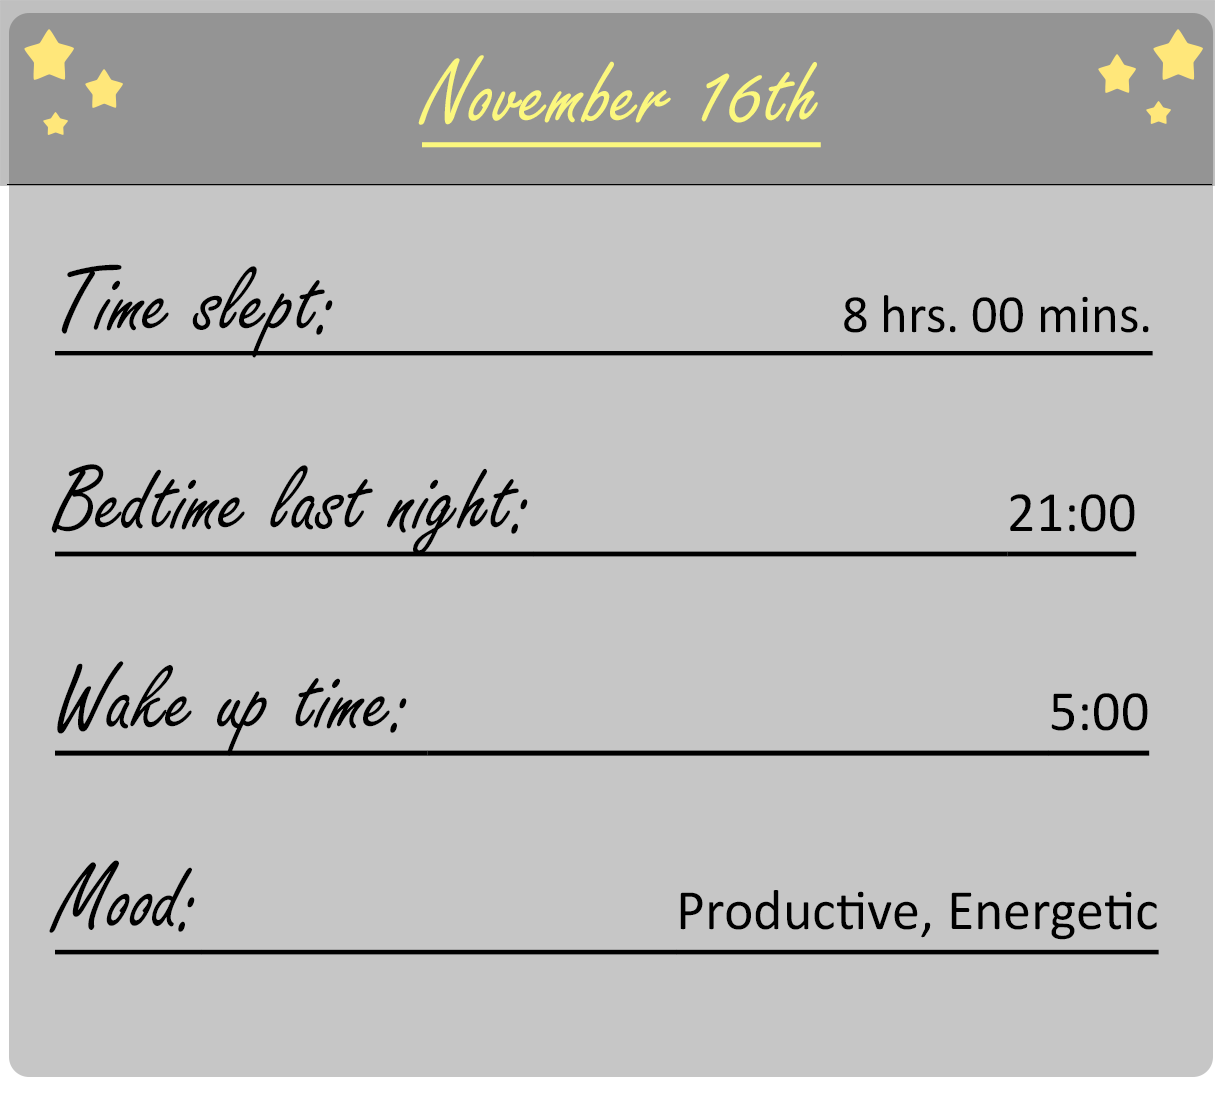 November 16th
Time slept: 8 hrs. 00 mins.
Bedtime last night: 21:00
Wake up time: 5:00
Mood: Productive, Energetic